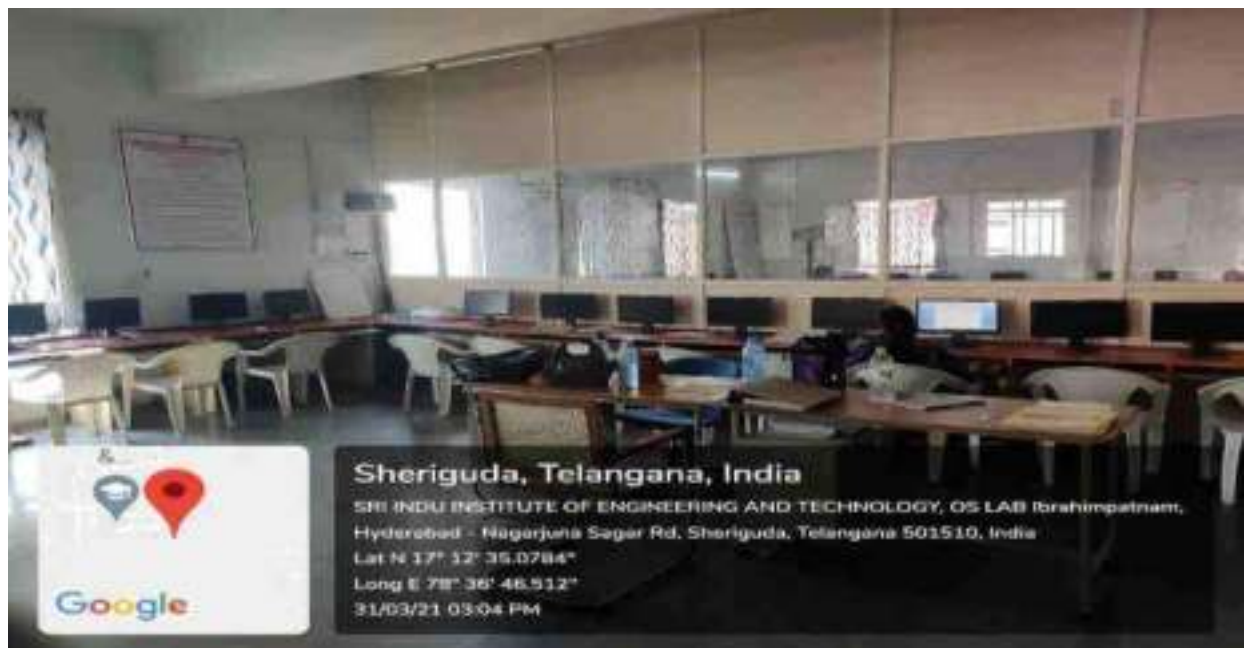 &
Google
Sheriguda, Telangana, India
SRI INDU INSTITUTE OF ENGINEERING AND TECHNOLOGY, OS LAB Ibrahimpatnam,
Hyderabad - Nagarjuna Sagar Rd, Sheriguda, Telangana 501510, India
Lat N 17° 12' 35.0784"
Long E 78° 36' 46.512"
31/03/21 03:04 PM